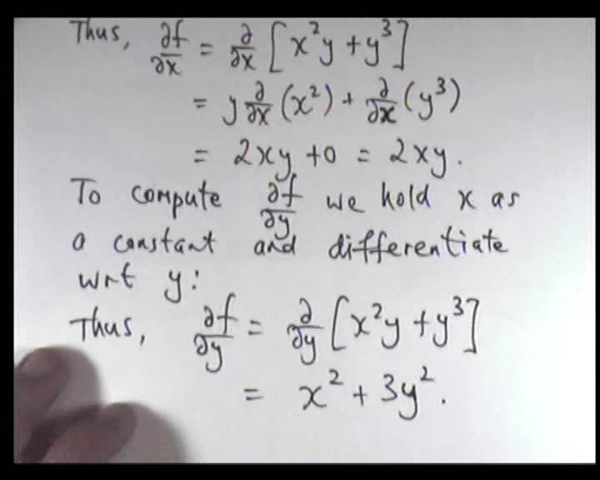 Thus, ∂f/∂x = ∂/∂x [x²y + y³]
= y ∂/∂x (x²) + ∂/∂x (y³)
= 2xy + 0 = 2xy.
To compute ∂f/∂y we hold x as
a constant and differentiate
wrt y:
Thus, ∂f/∂y = ∂/∂y [x²y + y³]
= x² + 3y².